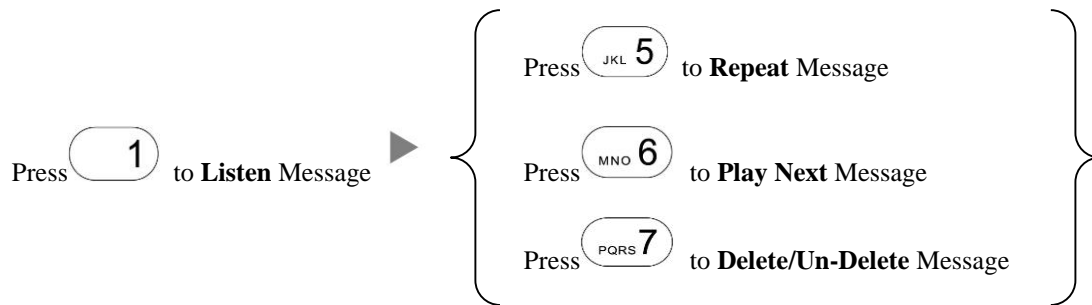 Press JKL 5 to Repeat Message
Press 1 to Listen Message
Press MNO 6 to Play Next Message
Press PQRS 7 to Delete/Un-Delete Message